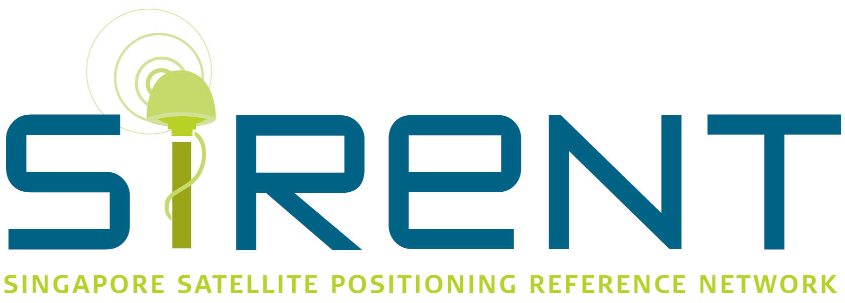 SiReNT
SINGAPORE SATELLITE POSITIONING REFERENCE NETWORK